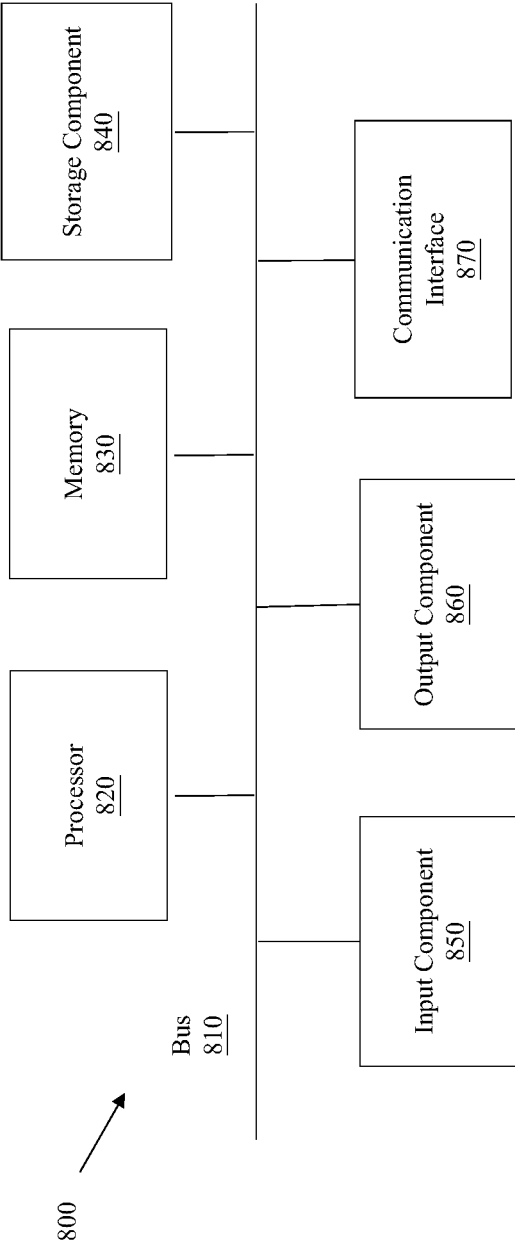 800
Bus
810
Processor
820
Memory
830
Storage Component
840
Input Component
850
Output Component
860
Communication
Interface
870